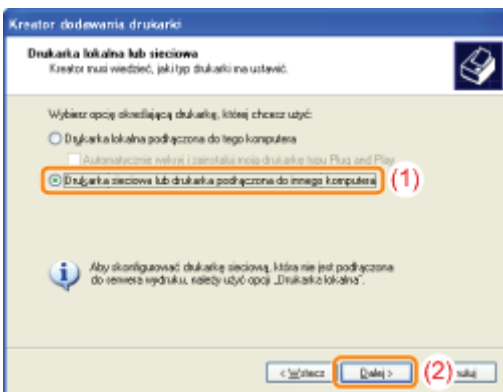 Kreator dodawania drukarki
Drukarka lokalna lub sieciowa
Kreator musi wiedzieć, jaki typ drukarki ma ustawić.
Wybierz opcję określającą drukarkę, której chcesz użyć:
Drukarka lokalna podłączona do tego komputera
Automatycznie wykryj i zainstaluj moją drukarkę typu Plug and Play
Drukarka sieciowa lub drukarka podłączona do innego komputera
(1)
Aby skonfigurować drukarkę sieciową, która nie jest podłączona
do serwera wydruku, należy użyć opcji „Drukarka lokalna”.
< Wstecz
Dalej >
(2)